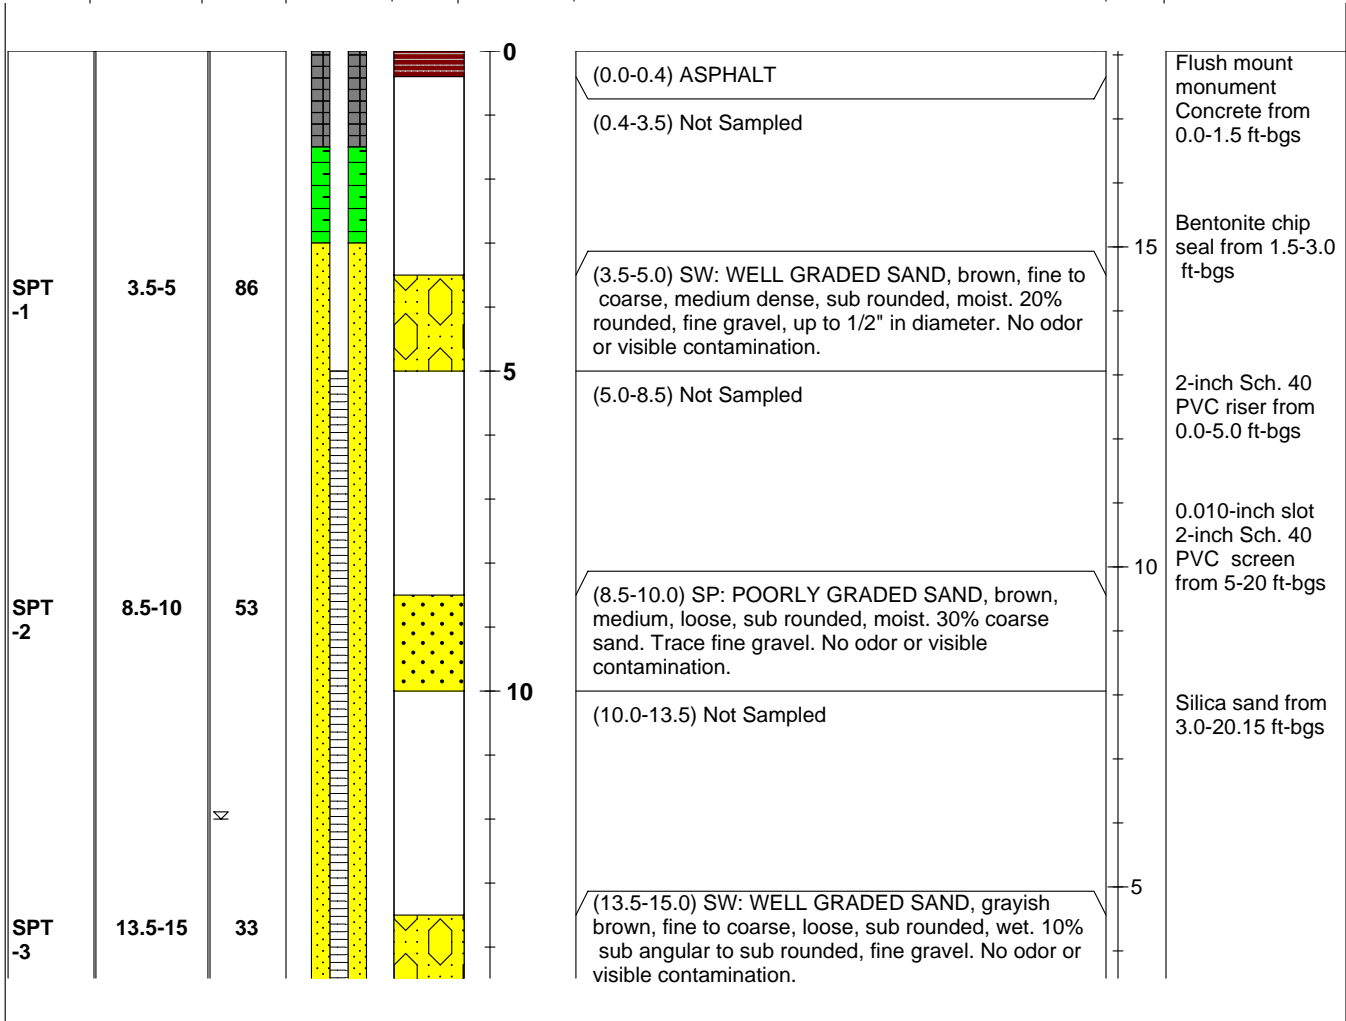 0
(0.0-0.4) ASPHALT
(0.4-3.5) Not Sampled
Flush mount
monument
Concrete from
0.0-1.5 ft-bgs
Bentonite chip
seal from 1.5-3.0
ft-bgs
15
SPT
-1
3.5-5
86
(3.5-5.0) SW: WELL GRADED SAND, brown, fine to
coarse, medium dense, sub rounded, moist. 20%
rounded, fine gravel, up to 1/2" in diameter. No odor
or visible contamination.
5
(5.0-8.5) Not Sampled
2-inch Sch. 40
PVC riser from
0.0-5.0 ft-bgs
0.010-inch slot
2-inch Sch. 40
PVC screen
from 5-20 ft-bgs
10
SPT
-2
8.5-10
53
(8.5-10.0) SP: POORLY GRADED SAND, brown,
medium, loose, sub rounded, moist. 30% coarse
sand. Trace fine gravel. No odor or visible
contamination.
10
(10.0-13.5) Not Sampled
Silica sand from
3.0-20.15 ft-bgs
5
SPT
-3
13.5-15
33
(13.5-15.0) SW: WELL GRADED SAND, grayish
brown, fine to coarse, loose, sub rounded, wet. 10%
sub angular to sub rounded, fine gravel. No odor or
visible contamination.